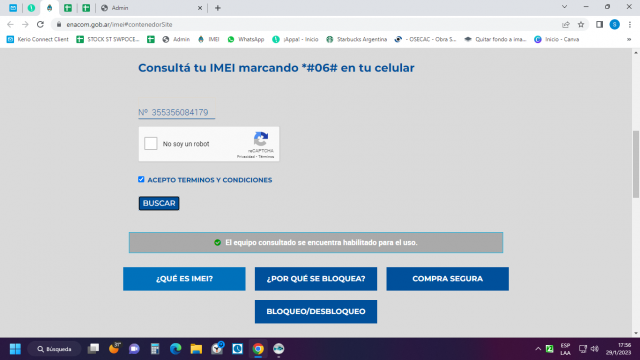 Admin
enacom.gob.ar/imei#contenedorSite
Kerio Connect Client
STOCK ST SWPOCE...
Admin
IMEI
WhatsApp
¡Appa! - Inicio
Starbucks Argentina
- OSECAC - Obra S...
Quitar fondo a ima...
Inicio - Canva
Consultá tu IMEI marcando *#06# en tu celular
Nº 355356084179
No soy un robot
reCAPTCHA
Privacidad - Términos
ACEPTO TERMINOS Y CONDICIONES
BUSCAR
El equipo consultado se encuentra habilitado para el uso.
¿QUÉ ES IMEI?
¿POR QUÉ SE BLOQUEA?
COMPRA SEGURA
BLOQUEO/DESBLOQUEO
Búsqueda
ESP
LAA
17:56
29/1/2023